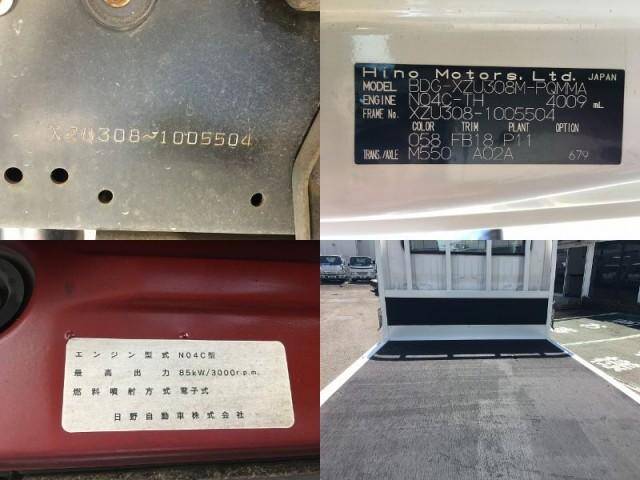 XZU308-1005504
Hino Motors, Ltd. JAPAN
MODEL BDG-XZU308M-PQMMA
ENGINE N04C-TH 4009 mL
FRAME No. XZU308-1005504
COLOR TRIM PLANT OPTION
058 FB18 P11
TRANS./AXLE M550 A02A 679
エンジン型式 N04C型
最高出力 85kW/3000r.p.m.
燃料噴射方式 電子式
日野自動車株式会社